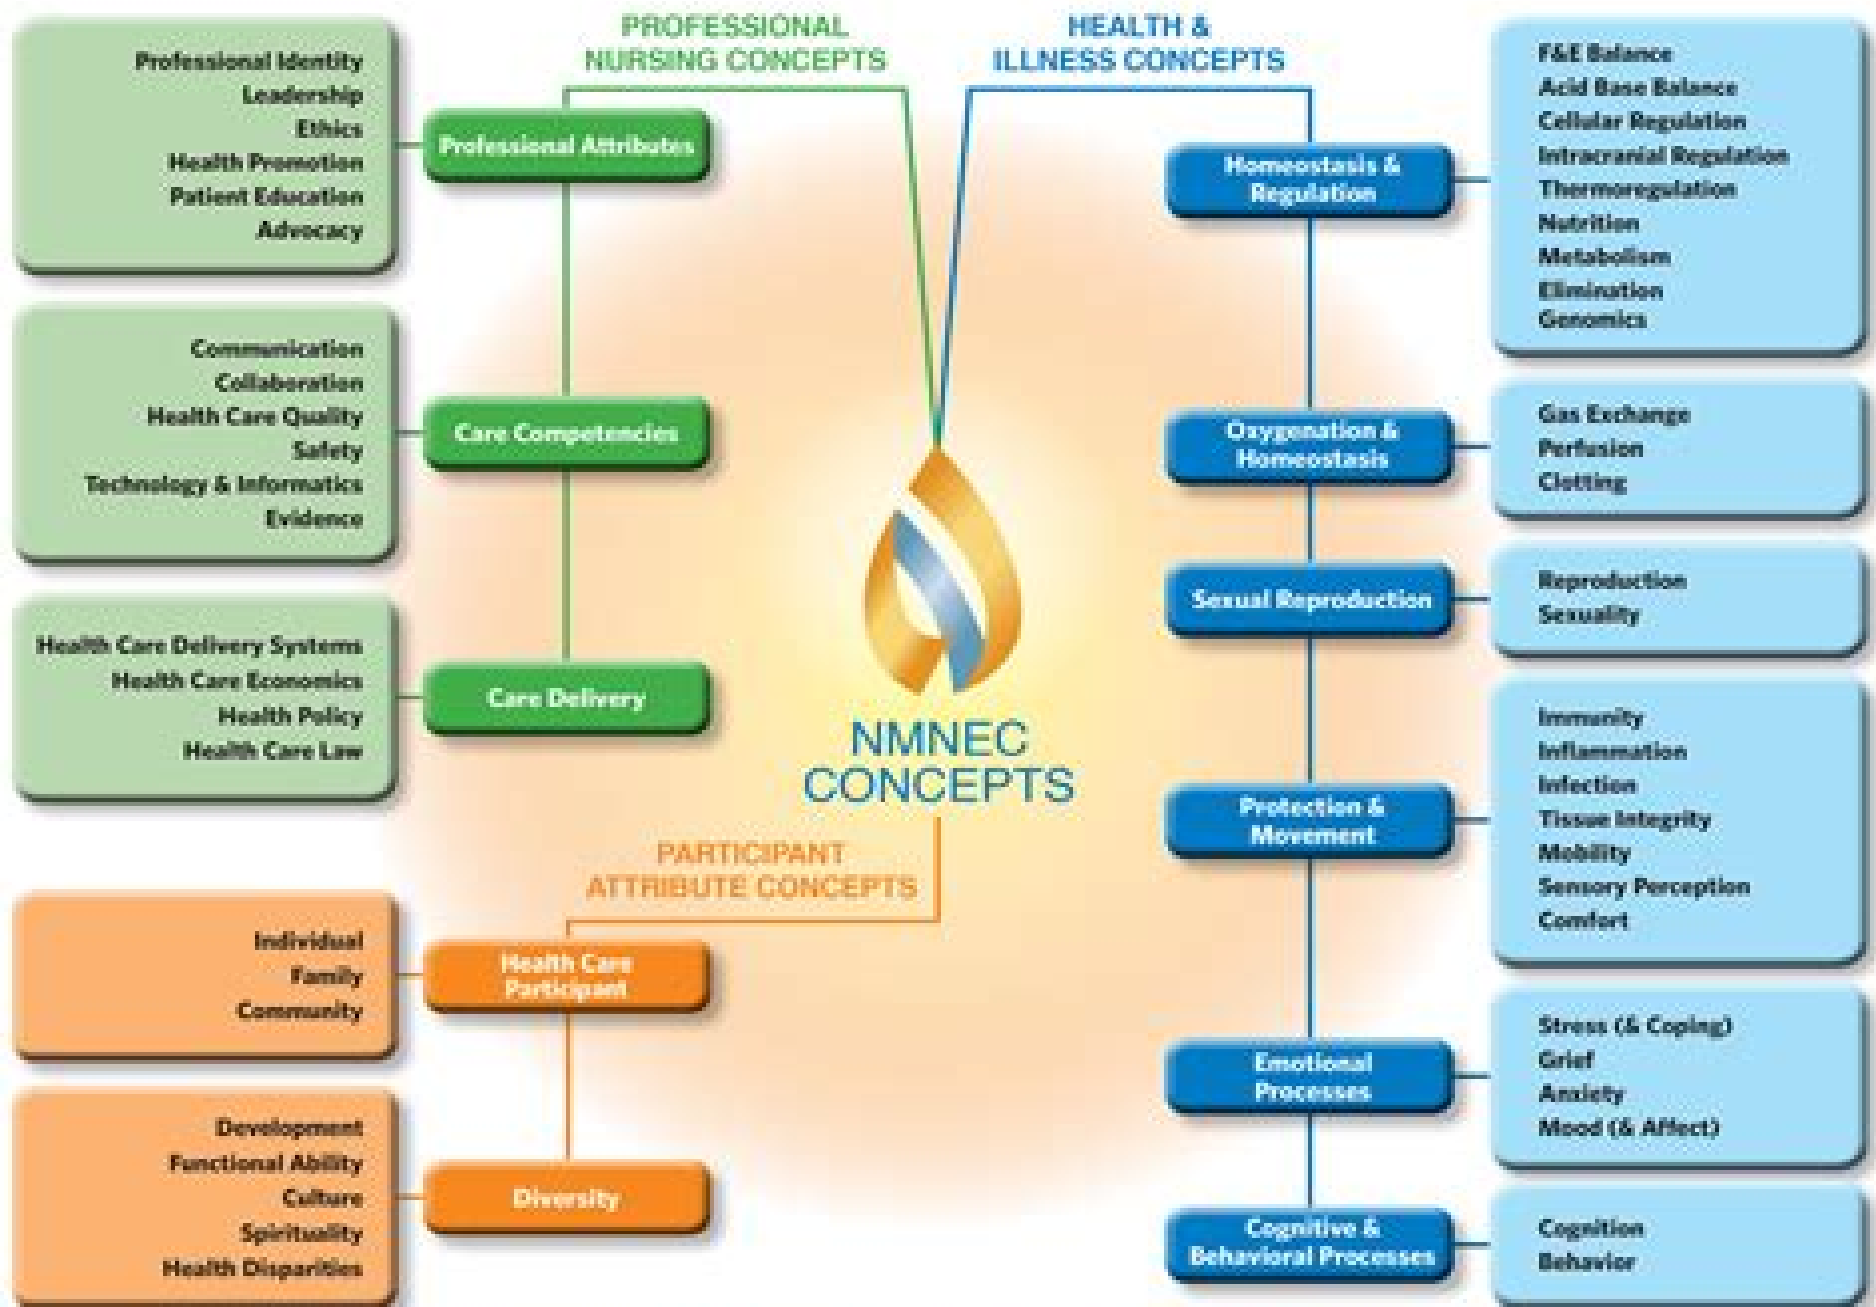 PROFESSIONAL
NURSING CONCEPTS
Professional Attributes
Professional Identity
Leadership
Ethics
Health Promotion
Patient Education
Advocacy
Care Competencies
Communication
Collaboration
Health Care Quality
Safety
Technology & Informatics
Evidence
Care Delivery
Health Care Delivery Systems
Health Care Economics
Health Policy
Health Care Law
HEALTH &
ILLNESS CONCEPTS
Homeostasis &
Regulation
F&E Balance
Acid Base Balance
Cellular Regulation
Intracranial Regulation
Thermoregulation
Nutrition
Metabolism
Elimination
Genomics
Oxygenation &
Homeostasis
Gas Exchange
Perfusion
Clotting
Sexual Reproduction
Reproduction
Sexuality
Protection &
Movement
Immunity
Inflammation
Infection
Tissue Integrity
Mobility
Sensory Perception
Comfort
Emotional
Processes
Stress (& Coping)
Grief
Anxiety
Mood (& Affect)
Cognitive &
Behavioral Processes
Cognition
Behavior
NMNEC
CONCEPTS
PARTICIPANT
ATTRIBUTE CONCEPTS
Health Care
Participant
Individual
Family
Community
Diversity
Development
Functional Ability
Culture
Spirituality
Health Disparities